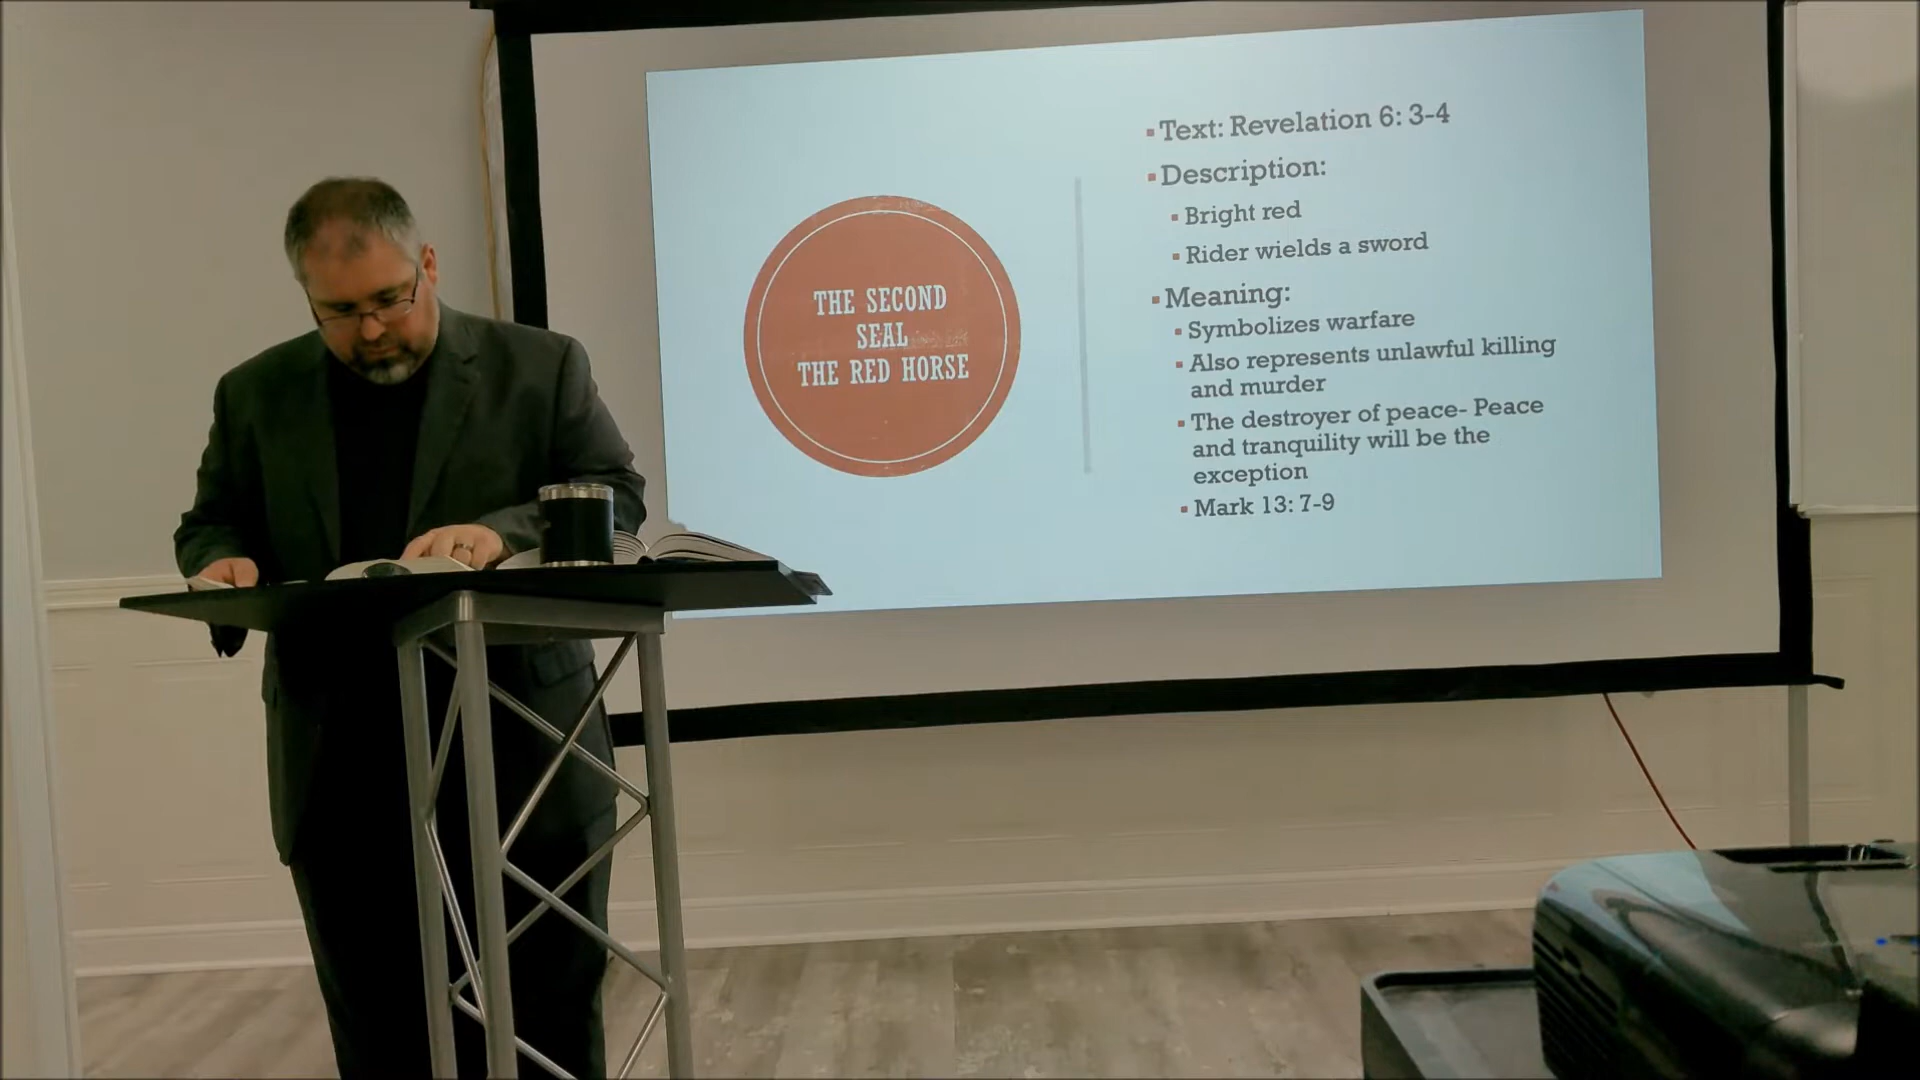 THE SECOND
SEAL
THE RED HORSE
▪ Text: Revelation 6: 3-4
▪ Description:
▪ Bright red
▪ Rider wields a sword
▪ Meaning:
▪ Symbolizes warfare
▪ Also represents unlawful killing
and murder
▪ The destroyer of peace- Peace
and tranquility will be the
exception
▪ Mark 13: 7-9